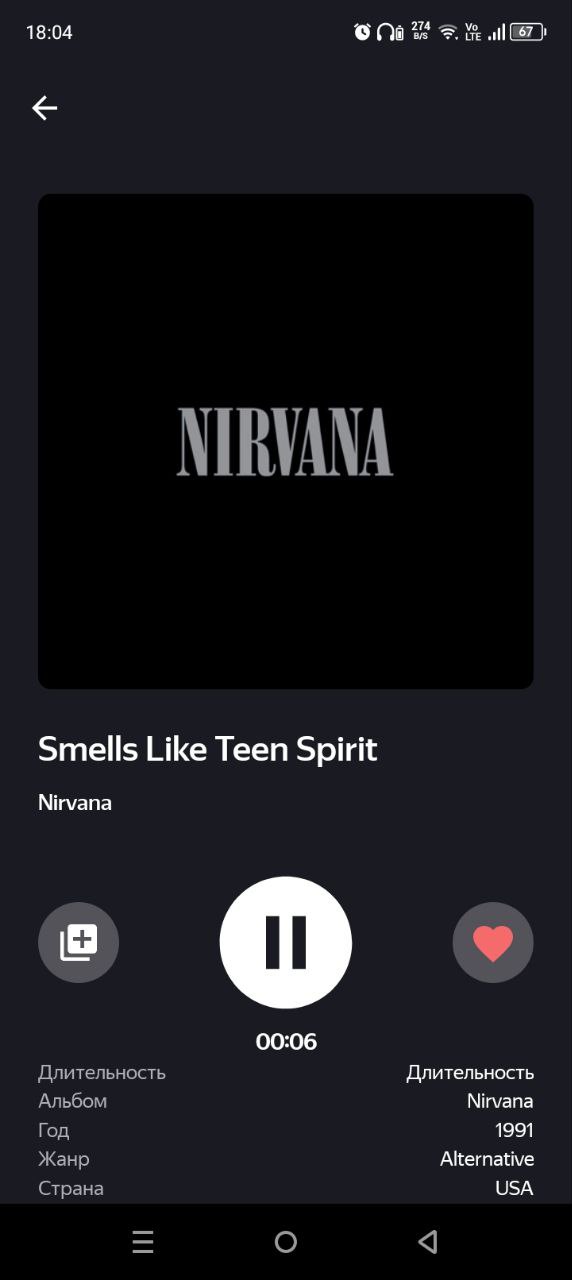 18:04 274 B/S Vo LTE 67
NIRVANA
Smells Like Teen Spirit
Nirvana
00:06
Длительность Длительность
Альбом Nirvana
Год 1991
Жанр Alternative
Страна USA